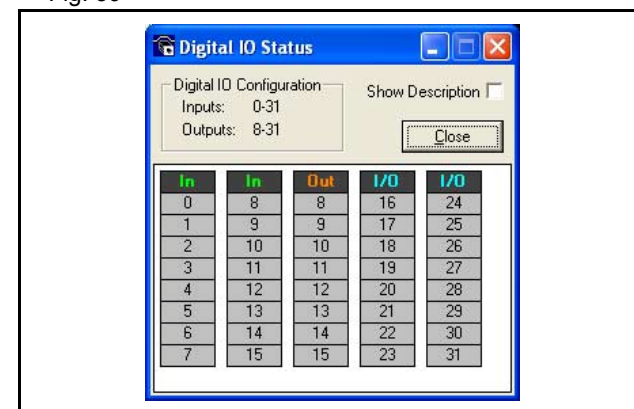 Digital IO Status
Digital IO Configuration
Inputs: 0-31
Outputs: 8-31
Show Description
Close
In In Out I/O I/O
0 8 8 16 24
1 9 9 17 25
2 10 10 18 26
3 11 11 19 27
4 12 12 20 28
5 13 13 21 29
6 14 14 22 30
7 15 15 23 31